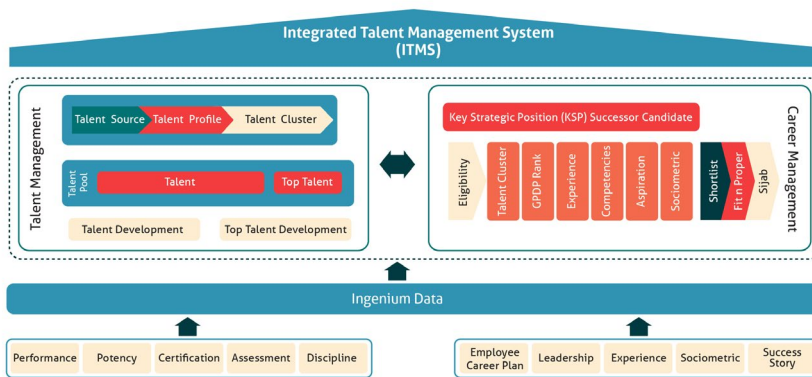 Integrated Talent Management System
(ITMS)
Talent Management
Talent Source
Talent Profile
Talent Cluster
Talent
Pool
Talent
Top Talent
Talent Development
Top Talent Development
Key Strategic Position (KSP) Successor Candidate
Eligibility
Talent Cluster
GPDP Rank
Experience
Competencies
Aspiration
Sociometric
Shortlist
Fit n Proper
Sijab
Career Management
Ingenium Data
Performance
Potency
Certification
Assessment
Discipline
Employee
Career Plan
Leadership
Experience
Sociometric
Success
Story